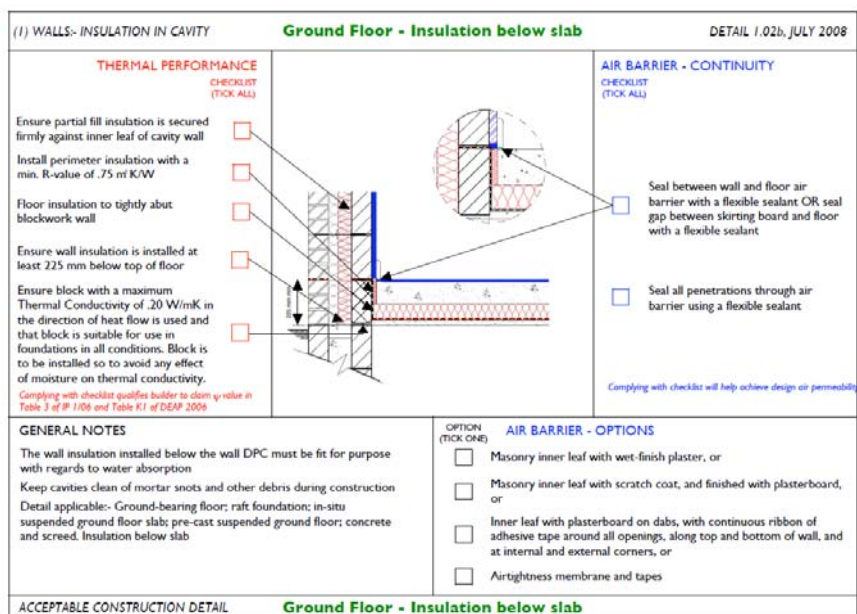 (1) WALLS:- INSULATION IN CAVITY
Ground Floor - Insulation below slab
DETAIL 1.02b, JULY 2008
THERMAL PERFORMANCE
CHECKLIST
(TICK ALL)
Ensure partial fill insulation is secured
firmly against inner leaf of cavity wall
Install perimeter insulation with a
min. R-value of .75 ㎡ K/W
Floor insulation to tightly abut
blockwork wall
Ensure wall insulation is installed at
least 225 mm below top of floor
Ensure block with a maximum
Thermal Conductivity of .20 W/mK in
the direction of heat flow is used and
that block is suitable for use in
foundations in all conditions. Block is
to be installed so to avoid any effect
of moisture on thermal conductivity.
Complying with checklist qualifies builder to claim ψ value in
Table 3 of IP 1/06 and Table K1 of DEAP 2006
AIR BARRIER - CONTINUITY
CHECKLIST
(TICK ALL)
Seal between wall and floor air
barrier with a flexible sealant OR seal
gap between skirting board and floor
with a flexible sealant
Seal all penetrations through air
barrier using a flexible sealant
Complying with checklist will help achieve design air permeability
GENERAL NOTES
The wall insulation installed below the wall DPC must be fit for purpose
with regards to water absorption
Keep cavities clean of mortar snots and other debris during construction
Detail applicable:- Ground-bearing floor; raft foundation; in-situ
suspended ground floor slab; pre-cast suspended ground floor; concrete
and screed. Insulation below slab
OPTION
(TICK ONE)
AIR BARRIER - OPTIONS
Masonry inner leaf with wet-finish plaster, or
Masonry inner leaf with scratch coat, and finished with plasterboard,
or
Inner leaf with plasterboard on dabs, with continuous ribbon of
adhesive tape around all openings, along top and bottom of wall, and
at internal and external corners, or
Airtightness membrane and tapes
ACCEPTABLE CONSTRUCTION DETAIL
Ground Floor - Insulation below slab